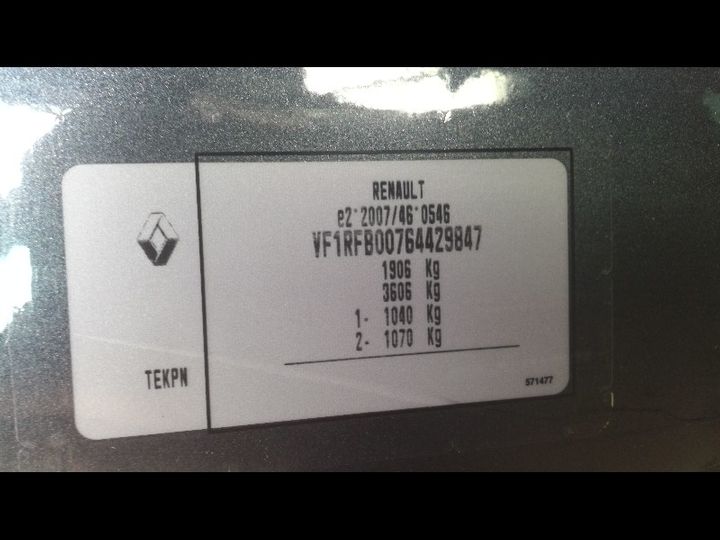 RENAULT
e2*2007/46*0546
VF1RFB00764429847
1906 Kg
3606 Kg
1- 1040 Kg
2- 1070 Kg
TEKPN
571477